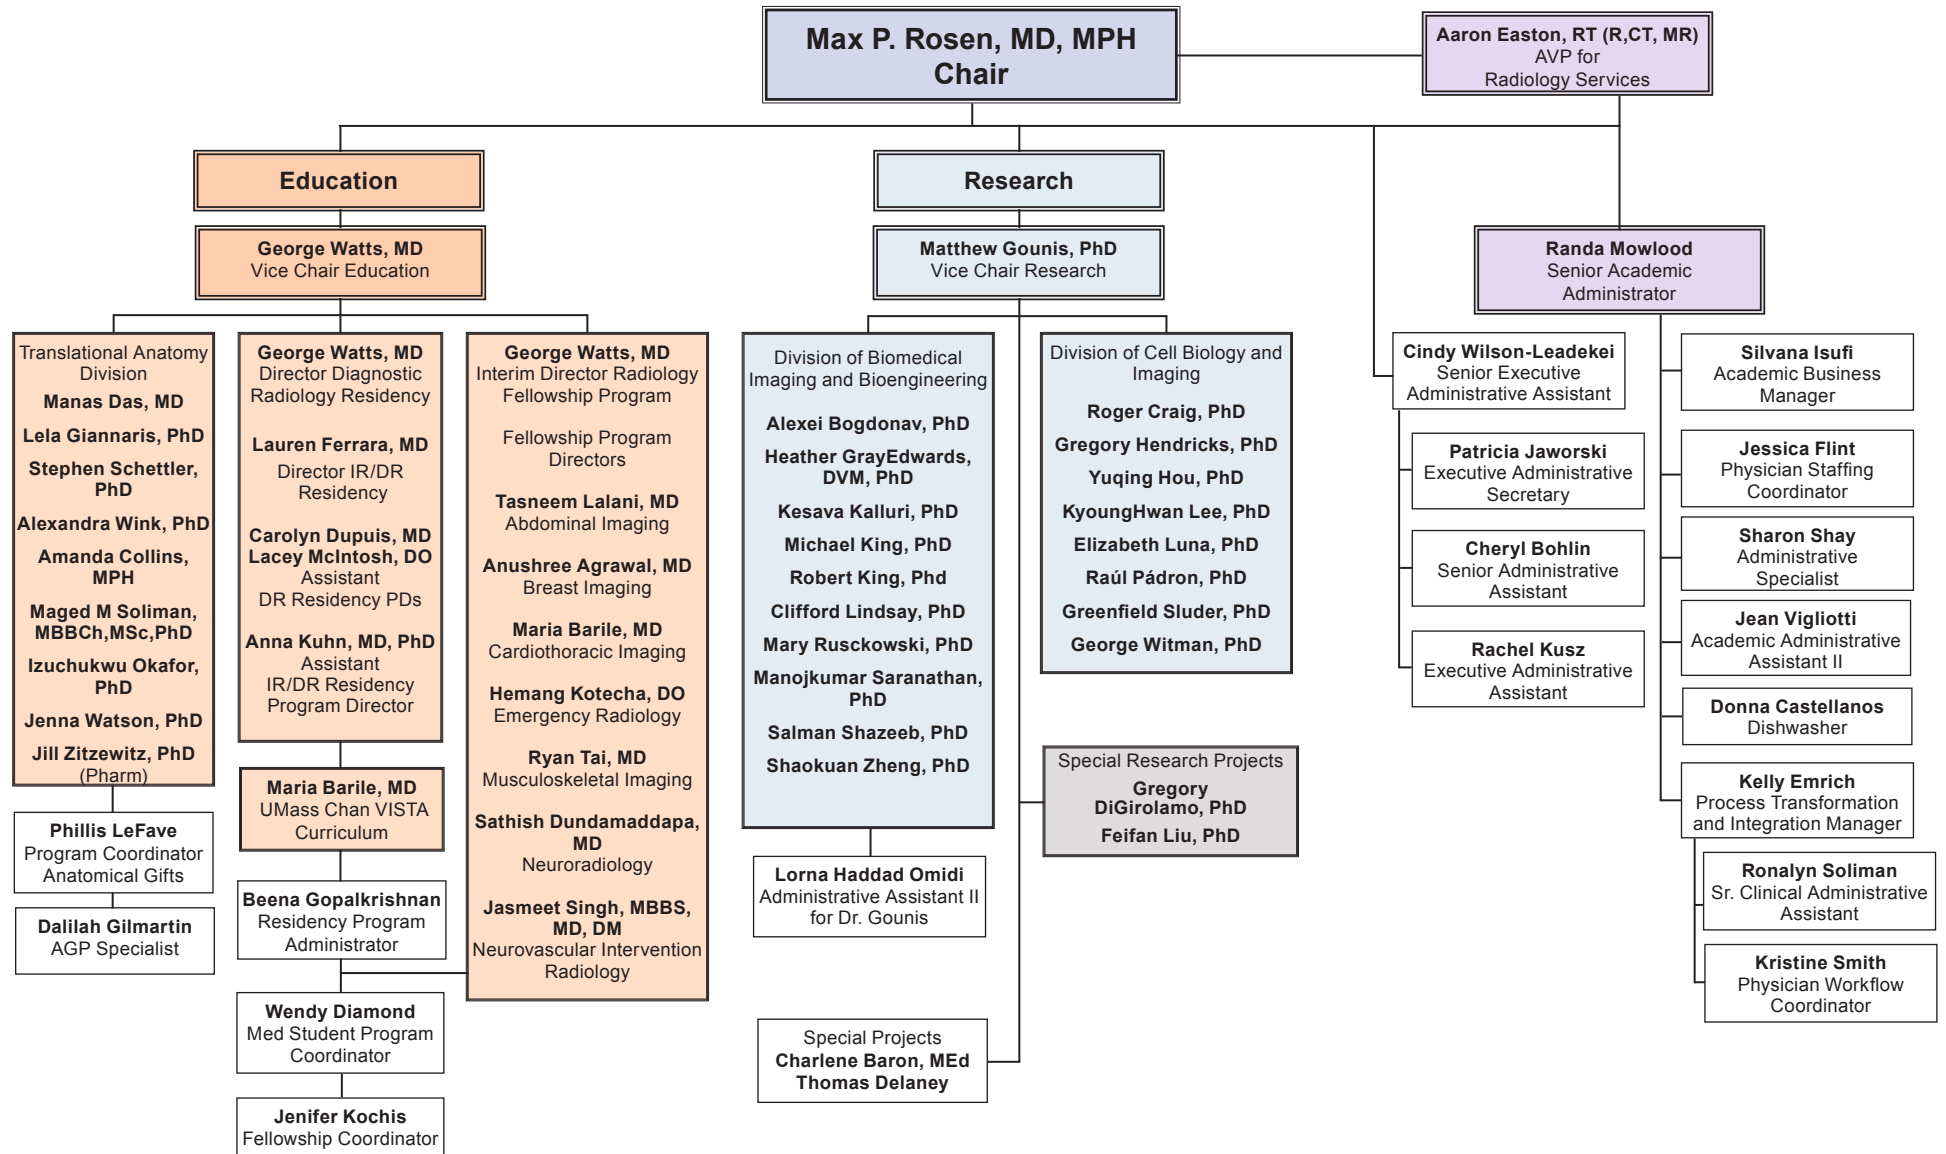 Max P. Rosen, MD, MPH
Chair
Aaron Easton, RT (R,CT, MR)
AVP for
Radiology Services
Education
George Watts, MD
Vice Chair Education
Translational Anatomy
Division
Manas Das, MD
Lela Giannaris, PhD
Stephen Schettler,
PhD
Alexandra Wink, PhD
Amanda Collins,
MPH
Maged M Soliman,
MBBCh,MSc,PhD
Izuchukwu Okafor,
PhD
Jenna Watson, PhD
Jill Zitzewitz, PhD
(Pharm)
Phillis LeFave
Program Coordinator
Anatomical Gifts
Dalilah Gilmartin
AGP Specialist
George Watts, MD
Director Diagnostic
Radiology Residency
Lauren Ferrara, MD
Director IR/DR
Residency
Carolyn Dupuis, MD
Lacey McIntosh, DO
Assistant
DR Residency PDs
Anna Kuhn, MD, PhD
Assistant
IR/DR Residency
Program Director
Maria Barile, MD
UMass Chan VISTA
Curriculum
Beena Gopalkrishnan
Residency Program
Administrator
Wendy Diamond
Med Student Program
Coordinator
Jenifer Kochis
Fellowship Coordinator
George Watts, MD
Interim Director Radiology
Fellowship Program
Fellowship Program
Directors
Tasneem Lalani, MD
Abdominal Imaging
Anushree Agrawal, MD
Breast Imaging
Maria Barile, MD
Cardiothoracic Imaging
Hemang Kotecha, DO
Emergency Radiology
Ryan Tai, MD
Musculoskeletal Imaging
Sathish Dundamaddapa,
MD
Neuroradiology
Jasmeet Singh, MBBS,
MD, DM
Neurovascular Intervention
Radiology
Research
Matthew Gounis, PhD
Vice Chair Research
Division of Biomedical
Imaging and Bioengineering
Alexei Bogdonav, PhD
Heather GrayEdwards,
DVM, PhD
Kesava Kalluri, PhD
Michael King, PhD
Robert King, Phd
Clifford Lindsay, PhD
Mary Rusckowski, PhD
Manojkumar Saranathan,
PhD
Salman Shazeeb, PhD
Shaokuan Zheng, PhD
Lorna Haddad Omidi
Administrative Assistant II
for Dr. Gounis
Division of Cell Biology and
Imaging
Roger Craig, PhD
Gregory Hendricks, PhD
Yuqing Hou, PhD
KyoungHwan Lee, PhD
Elizabeth Luna, PhD
Raúl Pádron, PhD
Greenfield Sluder, PhD
George Witman, PhD
Special Research Projects
Gregory
DiGirolamo, PhD
Feifan Liu, PhD
Special Projects
Charlene Baron, MEd
Thomas Delaney
Cindy Wilson-Leadekei
Senior Executive
Administrative Assistant
Patricia Jaworski
Executive Administrative
Secretary
Cheryl Bohlin
Senior Administrative
Assistant
Rachel Kusz
Executive Administrative
Assistant
Randa Mowlood
Senior Academic
Administrator
Silvana Isufi
Academic Business
Manager
Jessica Flint
Physician Staffing
Coordinator
Sharon Shay
Administrative
Specialist
Jean Vigliotti
Academic Administrative
Assistant II
Donna Castellanos
Dishwasher
Kelly Emrich
Process Transformation
and Integration Manager
Ronalyn Soliman
Sr. Clinical Administrative
Assistant
Kristine Smith
Physician Workflow
Coordinator